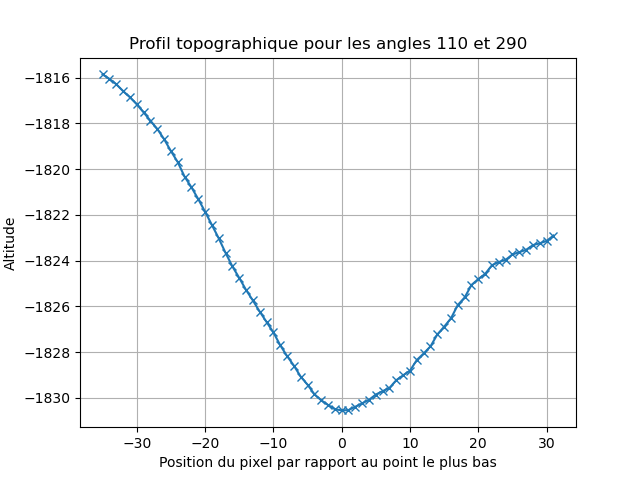 Profil topographique pour les angles 110 et 290
Altitude
−1816
−1818
−1820
−1822
−1824
−1826
−1828
−1830
−30 −20 −10 0 10 20 30
Position du pixel par rapport au point le plus bas